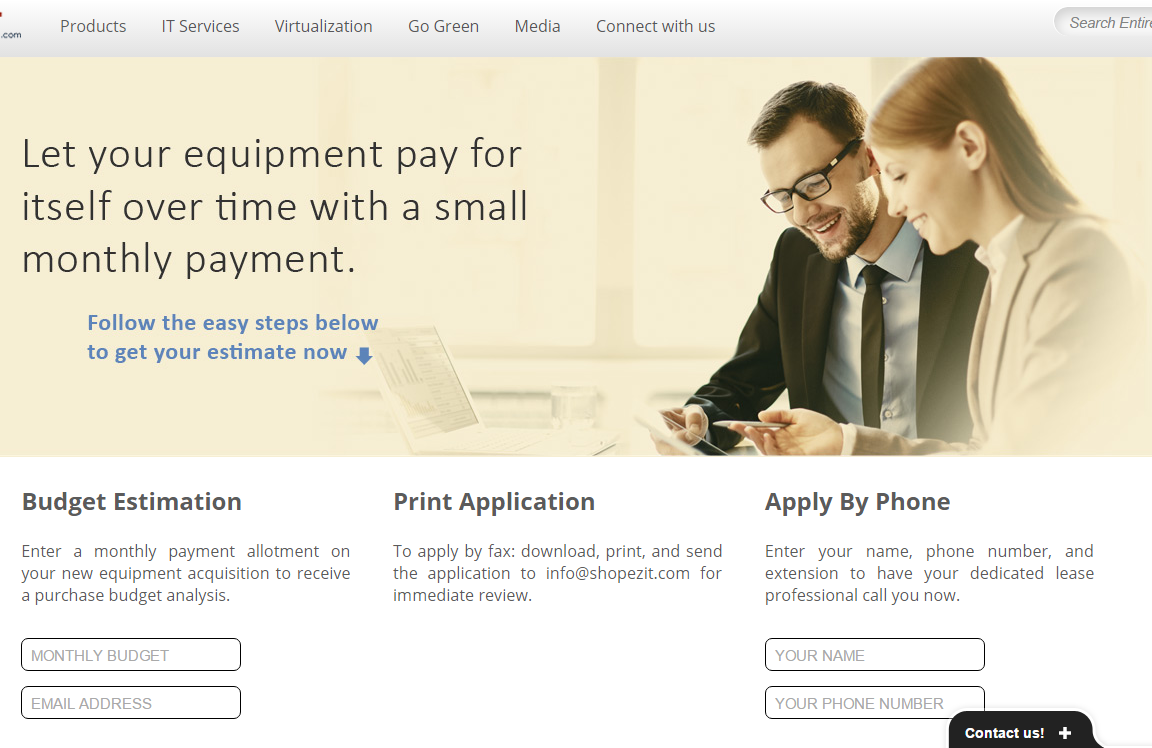 .com
Products IT Services Virtualization Go Green Media Connect with us
Search Entire
Let your equipment pay for
itself over time with a small
monthly payment.
Follow the easy steps below
to get your estimate now
Budget Estimation
Enter a monthly payment allotment on
your new equipment acquisition to receive
a purchase budget analysis.
MONTHLY BUDGET
EMAIL ADDRESS
Print Application
To apply by fax: download, print, and send
the application to info@shopezit.com for
immediate review.
Apply By Phone
Enter your name, phone number, and
extension to have your dedicated lease
professional call you now.
YOUR NAME
YOUR PHONE NUMBER
Contact us!